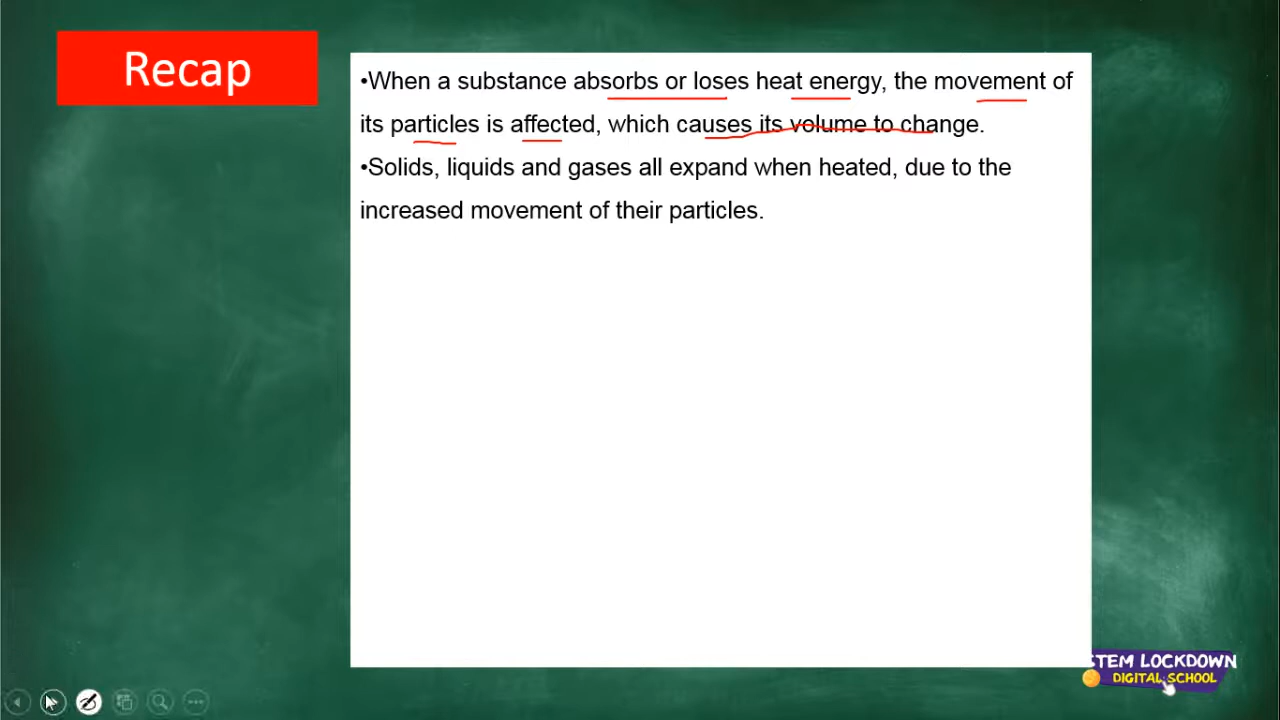 Recap
•When a substance absorbs or loses heat energy, the movement of
its particles is affected, which causes its volume to change.
•Solids, liquids and gases all expand when heated, due to the
increased movement of their particles.
STEM LOCKDOWN
DIGITAL SCHOOL